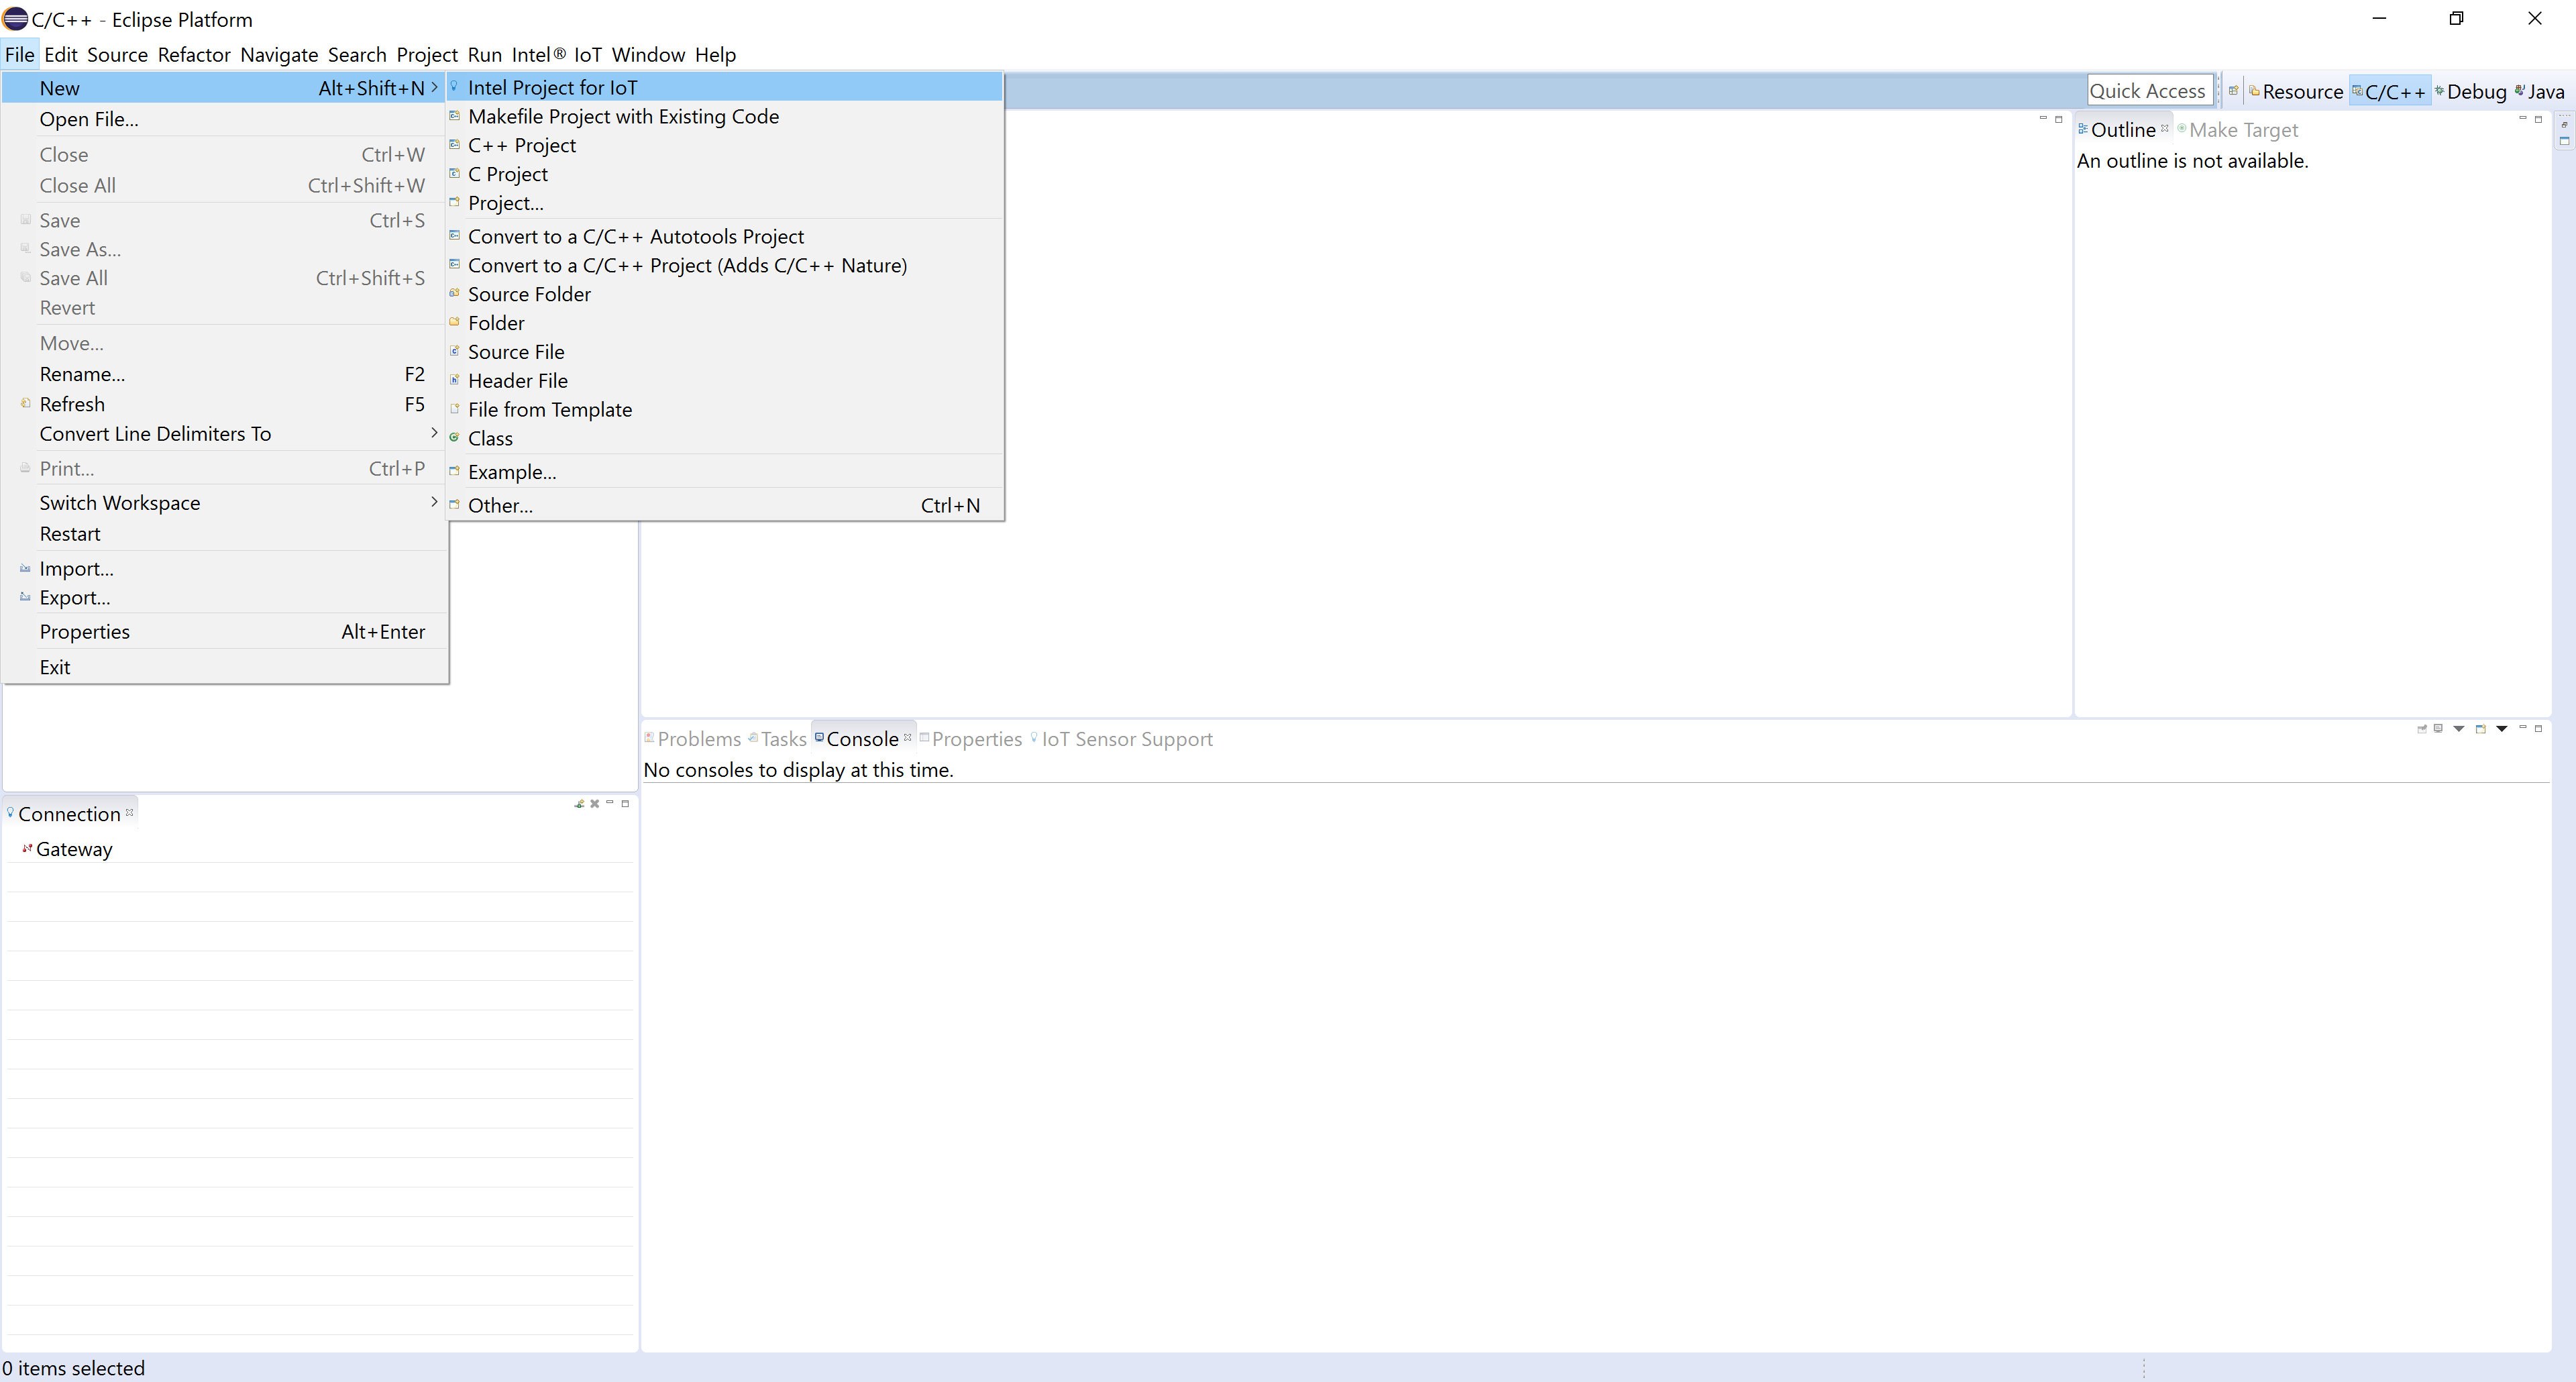 C/C++ - Eclipse Platform
File Edit Source Refactor Navigate Search Project Run Intel® IoT Window Help
Quick Access Resource C/C++ Debug Java
New Alt+Shift+N
Open File...
Close Ctrl+W
Close All Ctrl+Shift+W
Save Ctrl+S
Save As...
Save All Ctrl+Shift+S
Revert
Move...
Rename... F2
Refresh F5
Convert Line Delimiters To
Print... Ctrl+P
Switch Workspace
Restart
Import...
Export...
Properties Alt+Enter
Exit
Intel Project for IoT
Makefile Project with Existing Code
C++ Project
C Project
Project...
Convert to a C/C++ Autotools Project
Convert to a C/C++ Project (Adds C/C++ Nature)
Source Folder
Folder
Source File
Header File
File from Template
Class
Example...
Other... Ctrl+N
Outline Make Target
An outline is not available.
Problems Tasks Console Properties IoT Sensor Support
No consoles to display at this time.
Connection
Gateway
0 items selected